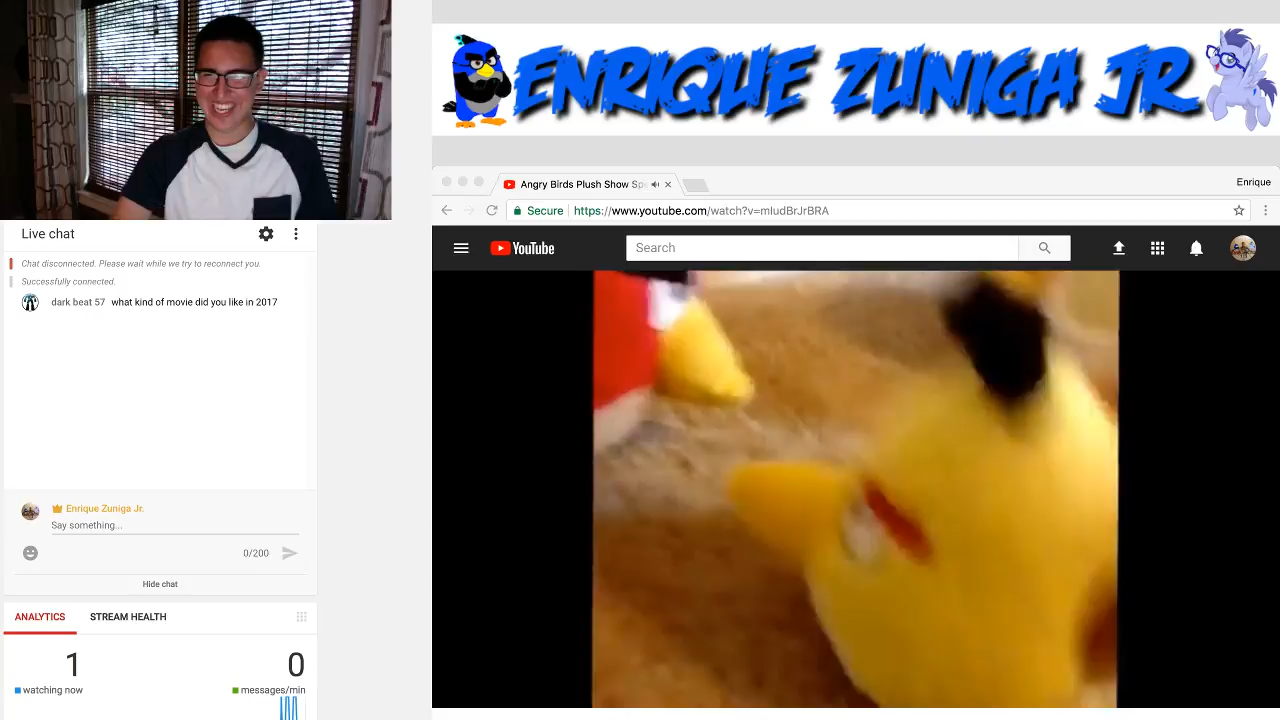 ENRIQUE ZUNIGA JR
Angry Birds Plush Show Spe
Enrique
Secure https://www.youtube.com/watch?v=mIudBrJrBRA
YouTube
Search
Live chat
Chat disconnected. Please wait while we try to reconnect you.
Successfully connected.
dark beat 57 what kind of movie did you like in 2017
Enrique Zuniga Jr.
Say something...
0/200
Hide chat
ANALYTICS STREAM HEALTH
1 0
watching now messages/min